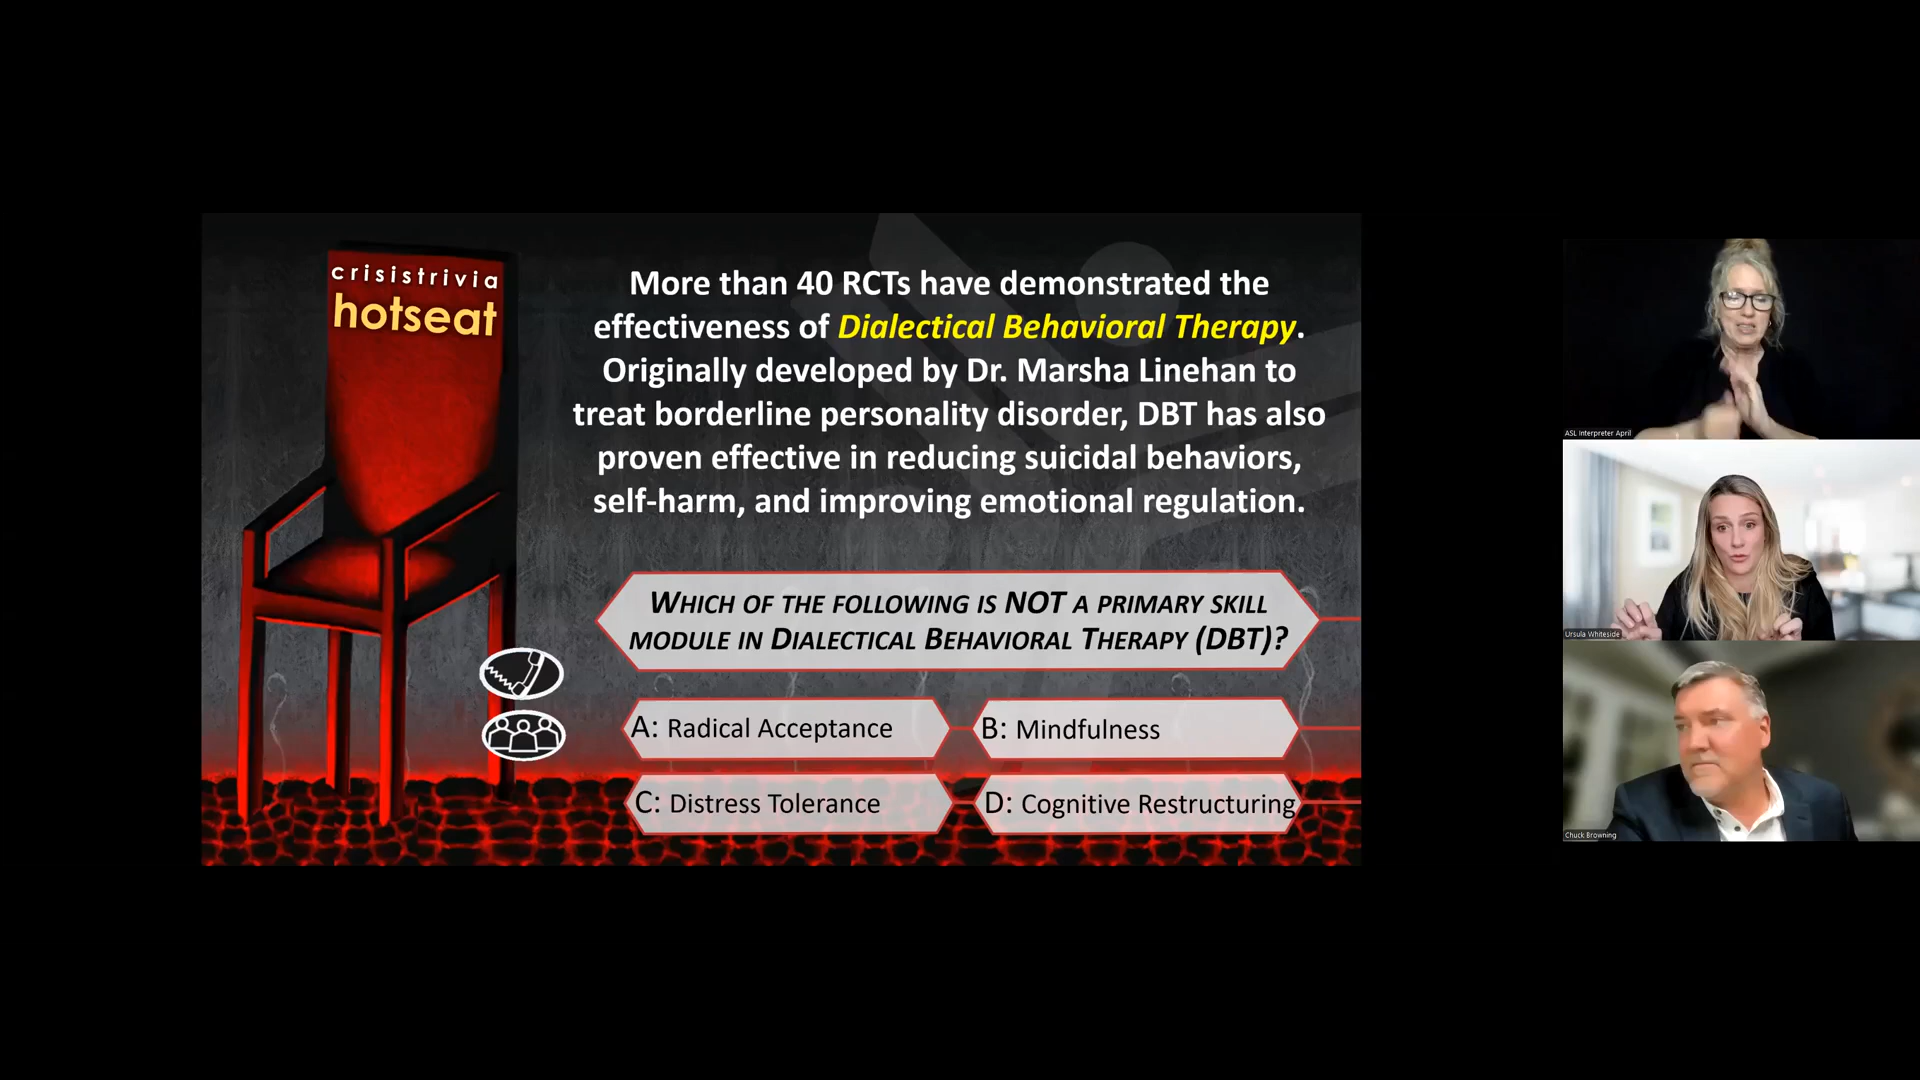 crisistrivia
hotseat
More than 40 RCTs have demonstrated the
effectiveness of Dialectical Behavioral Therapy.
Originally developed by Dr. Marsha Linehan to
treat borderline personality disorder, DBT has also
proven effective in reducing suicidal behaviors,
self-harm, and improving emotional regulation.
WHICH OF THE FOLLOWING IS NOT A PRIMARY SKILL
MODULE IN DIALECTICAL BEHAVIORAL THERAPY (DBT)?
A: Radical Acceptance
B: Mindfulness
C: Distress Tolerance
D: Cognitive Restructuring
ASL Interpreter April
Ursula Whiteside
Chuck Browning